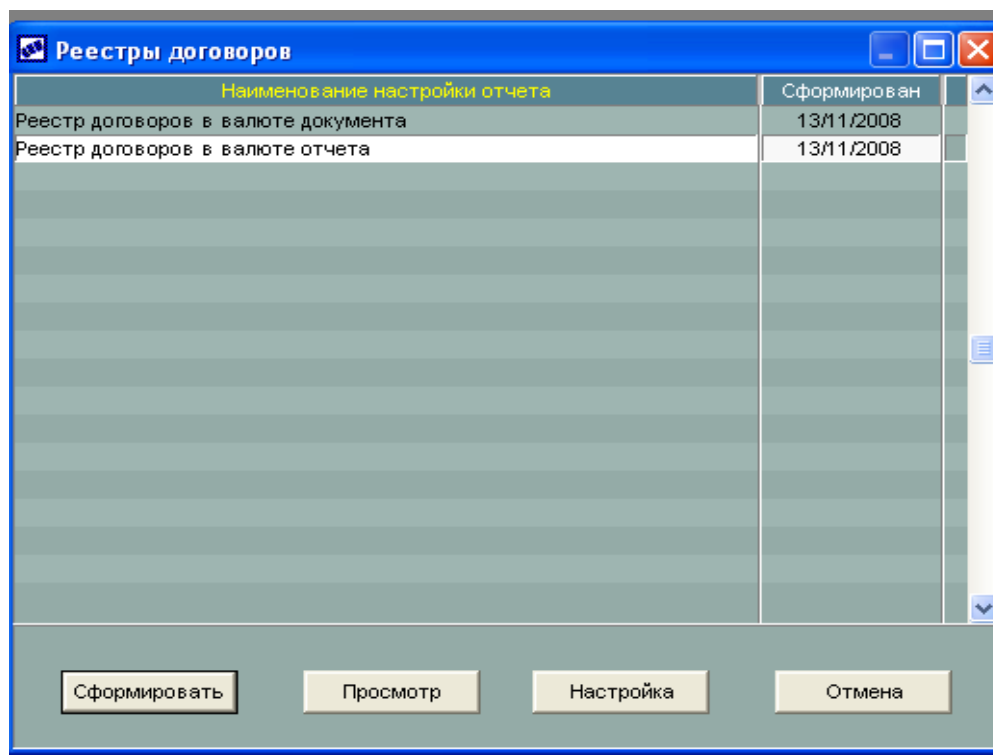 Реестры договоров
Наименование настройки отчета Сформирован
Реестр договоров в валюте документа 13/11/2008
Реестр договоров в валюте отчета 13/11/2008
Сформировать Просмотр Настройка Отмена